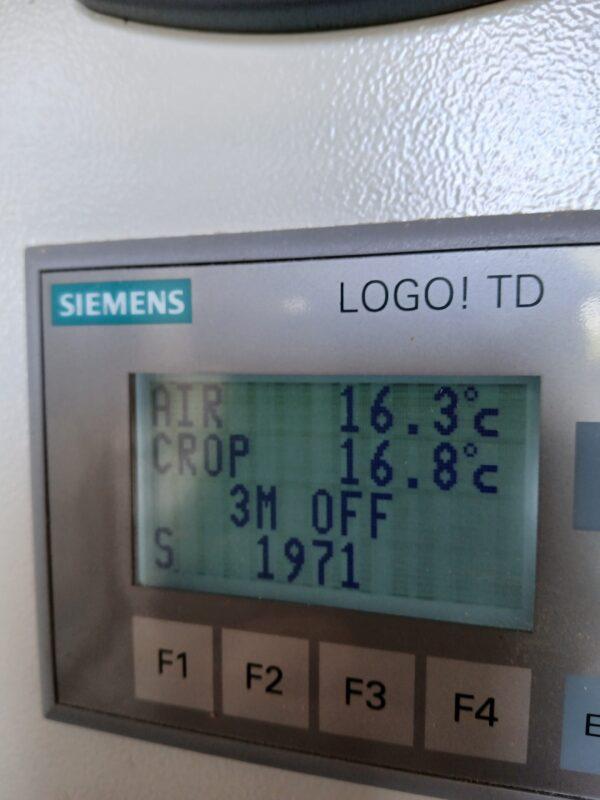 SIEMENS LOGO! TD
AIR 16.3°c
CROP 16.8°c
3M OFF
S 1971
F1 F2 F3 F4